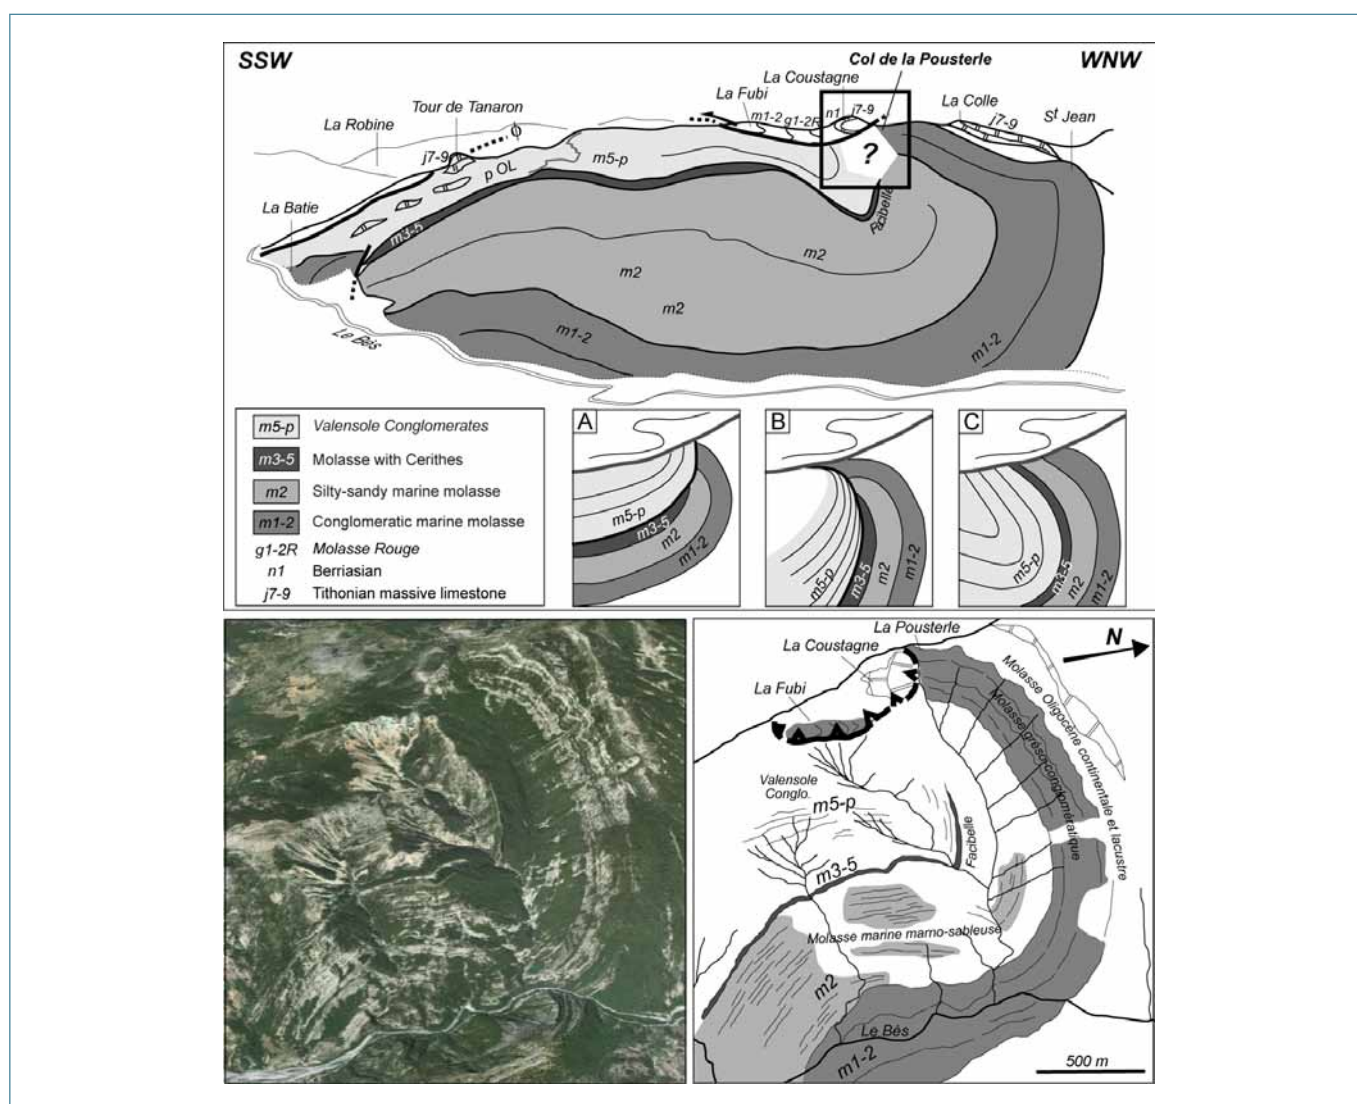 SSW
WNW
Col de la Pousterle
La Coustagne
La Fubi
La Colle
St Jean
Tour de Tanaron
La Robine
m1-2
g1-2R
n1
j7-9
j7-9
j7-9
ϕ
m5-p
?
p OL
La Batie
m3-5
Facibelle
m2
m2
m2
m1-2
m1-2
Le Bès
m5-p Valensole Conglomerates
m3-5 Molasse with Cerithes
m2 Silty-sandy marine molasse
m1-2 Conglomeratic marine molasse
g1-2R Molasse Rouge
n1 Berriasian
j7-9 Tithonian massive limestone
A
m5-p
m3-5
m2
m1-2
B
m5-p
m3-5
m2
m1-2
C
m5-p
m3-5
m2
m1-2
La Pousterle
La Coustagne
N
La Fubi
Molasse Oligocène continentale et lacustre
Molasse gréso-conglomératique
Valensole
Conglo.
m5-p
Facibelle
m3-5
Molasse marine marno-sableuse
m2
Le Bès
m1-2
500 m